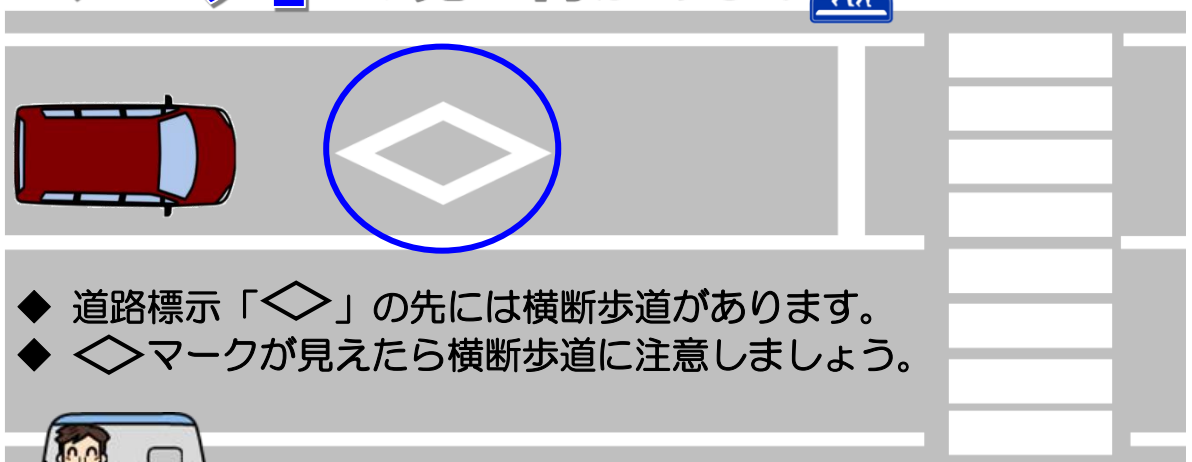 ◆ 道路標示「◇」の先には横断歩道があります。
◆ ◇マークが見えたら横断歩道に注意しましょう。